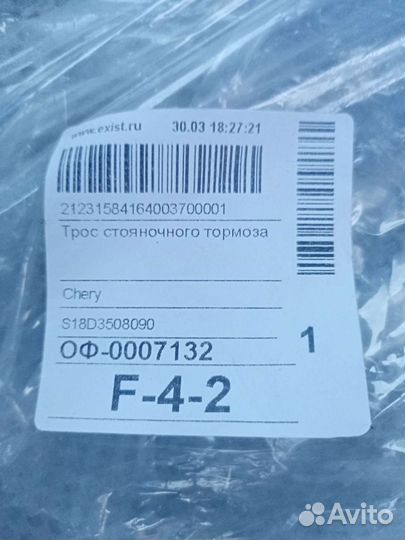 www.exist.ru 30.03 18:27:21
21231584164003700001
Трос стояночного тормоза
Chery
S18D3508090
ОФ-0007132
1
F-4-2
Avito